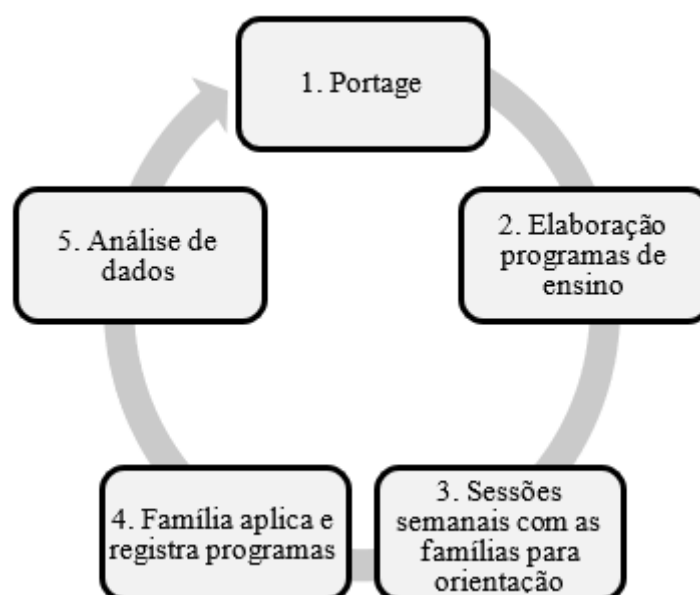 1. Portage
2. Elaboração
programas de
ensino
3. Sessões
semanais com as
famílias para
orientação
4. Família aplica e
registra programas
5. Análise de
dados